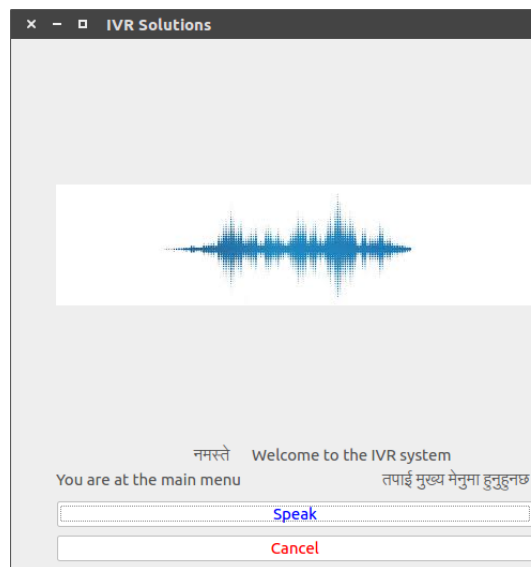 IVR Solutions
नमस्ते Welcome to the IVR system
You are at the main menu तपाई मुख्य मेनुमा हुनुहुनछ
Speak
Cancel